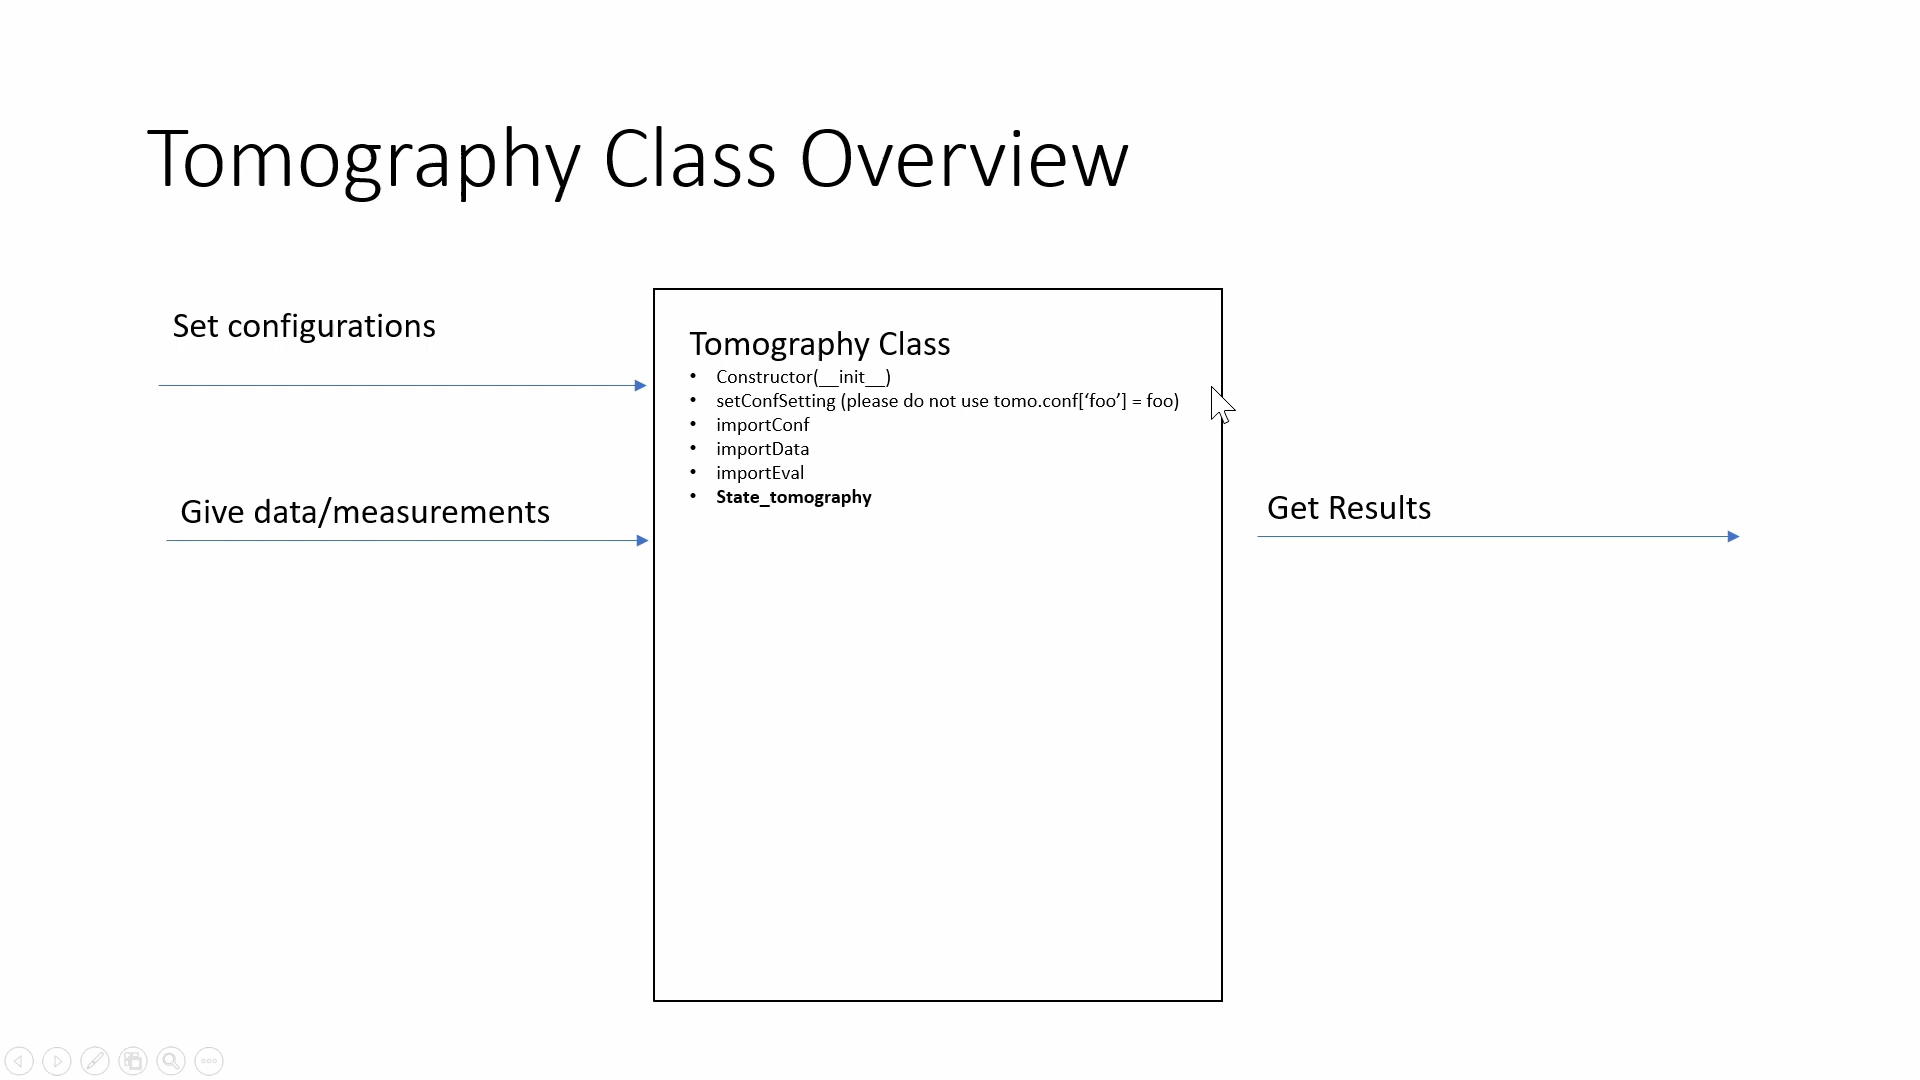 Tomography Class Overview
Set configurations
Give data/measurements
Tomography Class
• Constructor(__init__)
• setConfSetting (please do not use tomo.conf[‘foo’] = foo)
• importConf
• importData
• importEval
• State_tomography
Get Results